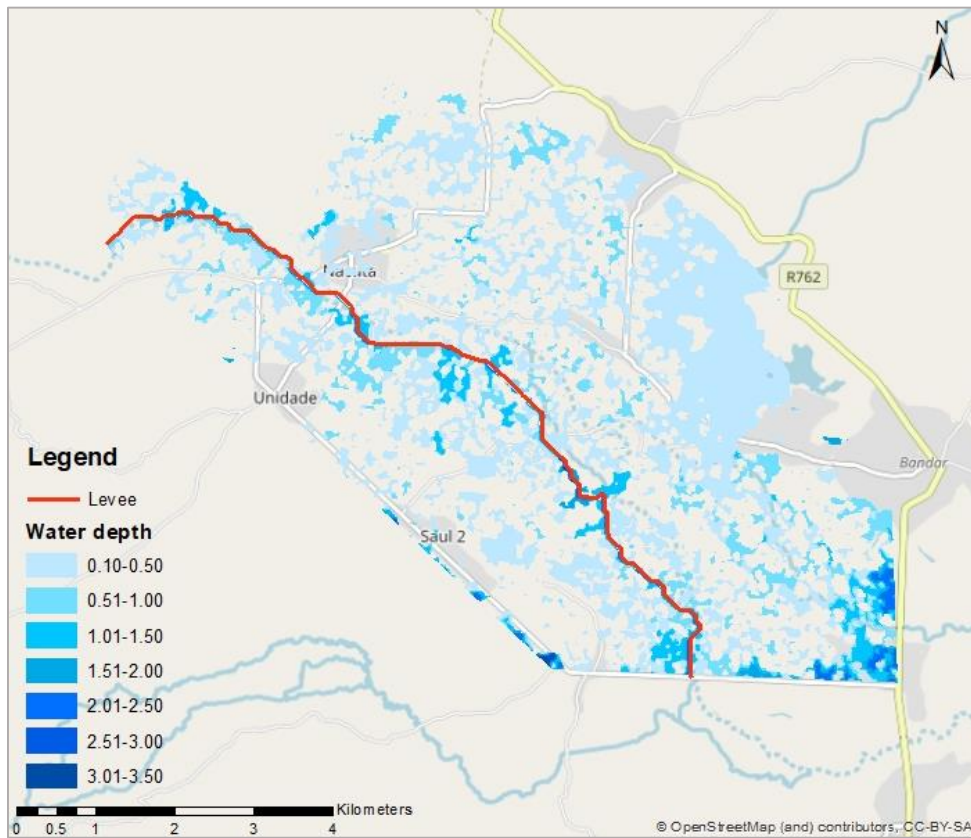 N
R762
Unidade
Bandar
Saul 2
Legend
Levee
Water depth
0.10-0.50
0.51-1.00
1.01-1.50
1.51-2.00
2.01-2.50
2.51-3.00
3.01-3.50
Kilometers
0 0.5 1 2 3 4
© OpenStreetMap (and) contributors, CC-BY-SA